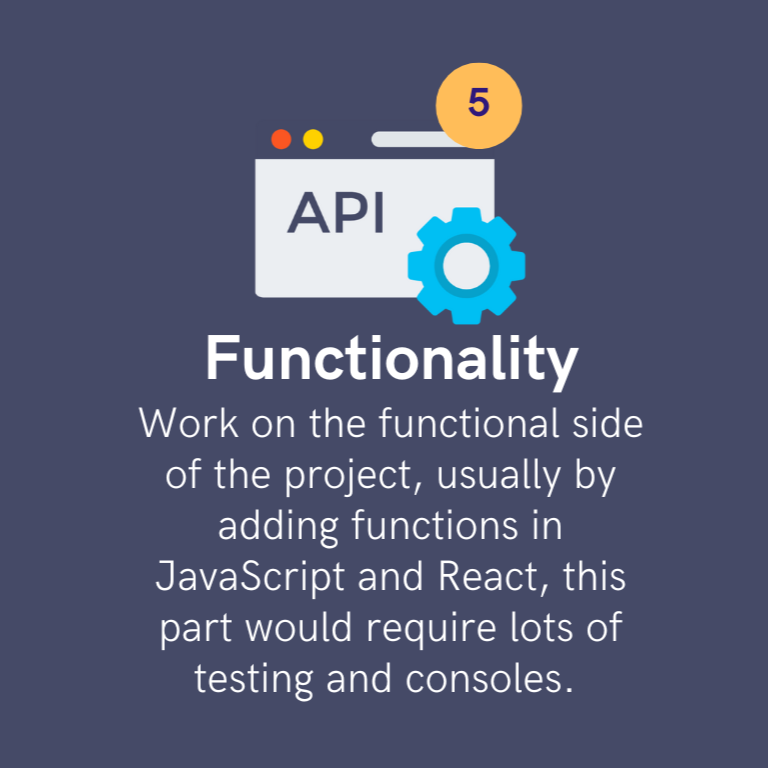 5
API
Functionality
Work on the functional side
of the project, usually by
adding functions in
JavaScript and React, this
part would require lots of
testing and consoles.